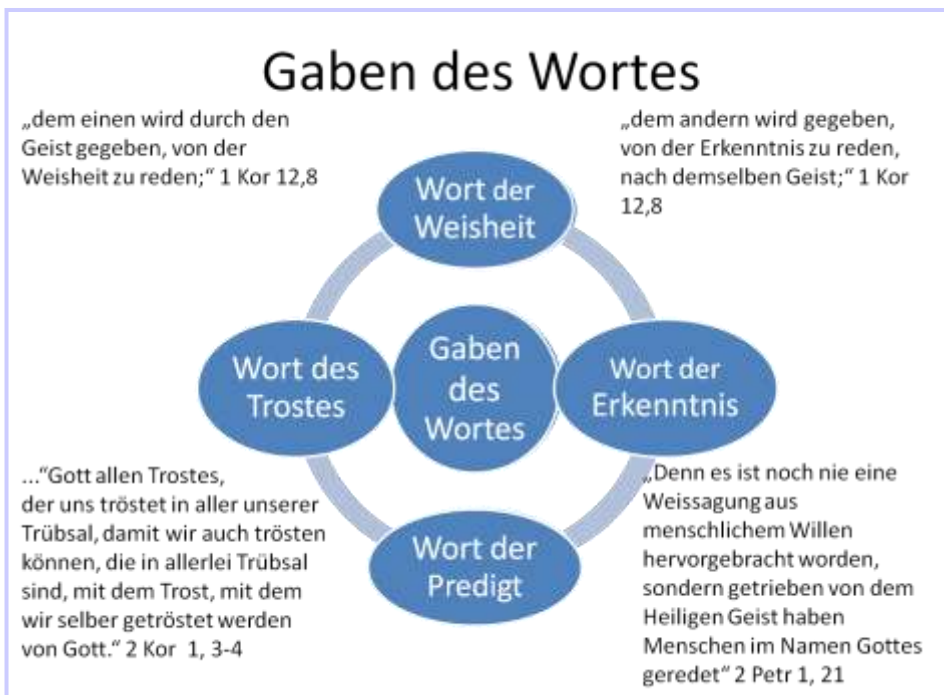 Gaben des Wortes
„dem einen wird durch den
Geist gegeben, von der
Weisheit zu reden;“ 1 Kor 12,8
„dem andern wird gegeben,
von der Erkenntnis zu reden,
nach demselben Geist;“ 1 Kor
12,8
Wort der
Weisheit
Wort des
Trostes
Gaben
des
Wortes
Wort der
Erkenntnis
Wort der
Predigt
...“Gott allen Trostes,
der uns tröstet in aller unserer
Trübsal, damit wir auch trösten
können, die in allerlei Trübsal
sind, mit dem Trost, mit dem
wir selber getröstet werden
von Gott.“ 2 Kor 1, 3-4
„Denn es ist noch nie eine
Weissagung aus
menschlichem Willen
hervorgebracht worden,
sondern getrieben von dem
Heiligen Geist haben
Menschen im Namen Gottes
geredet“ 2 Petr 1, 21